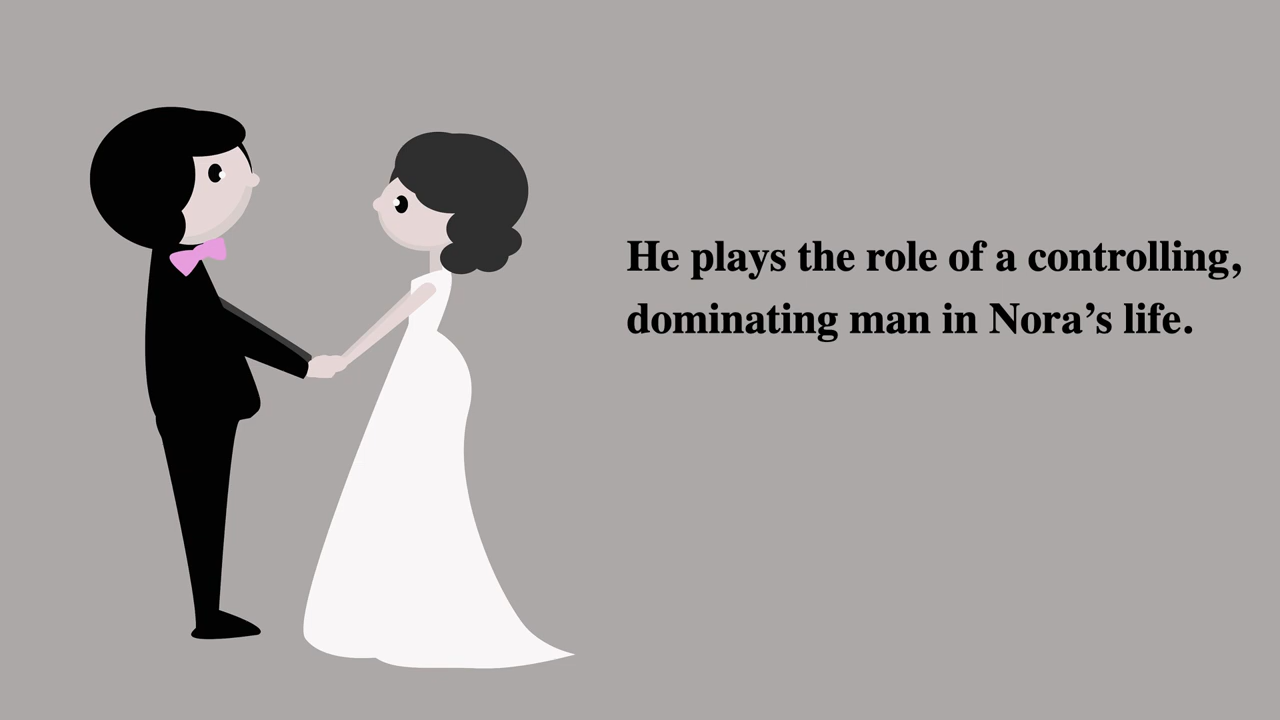 He plays the role of a controlling,
dominating man in Nora’s life.